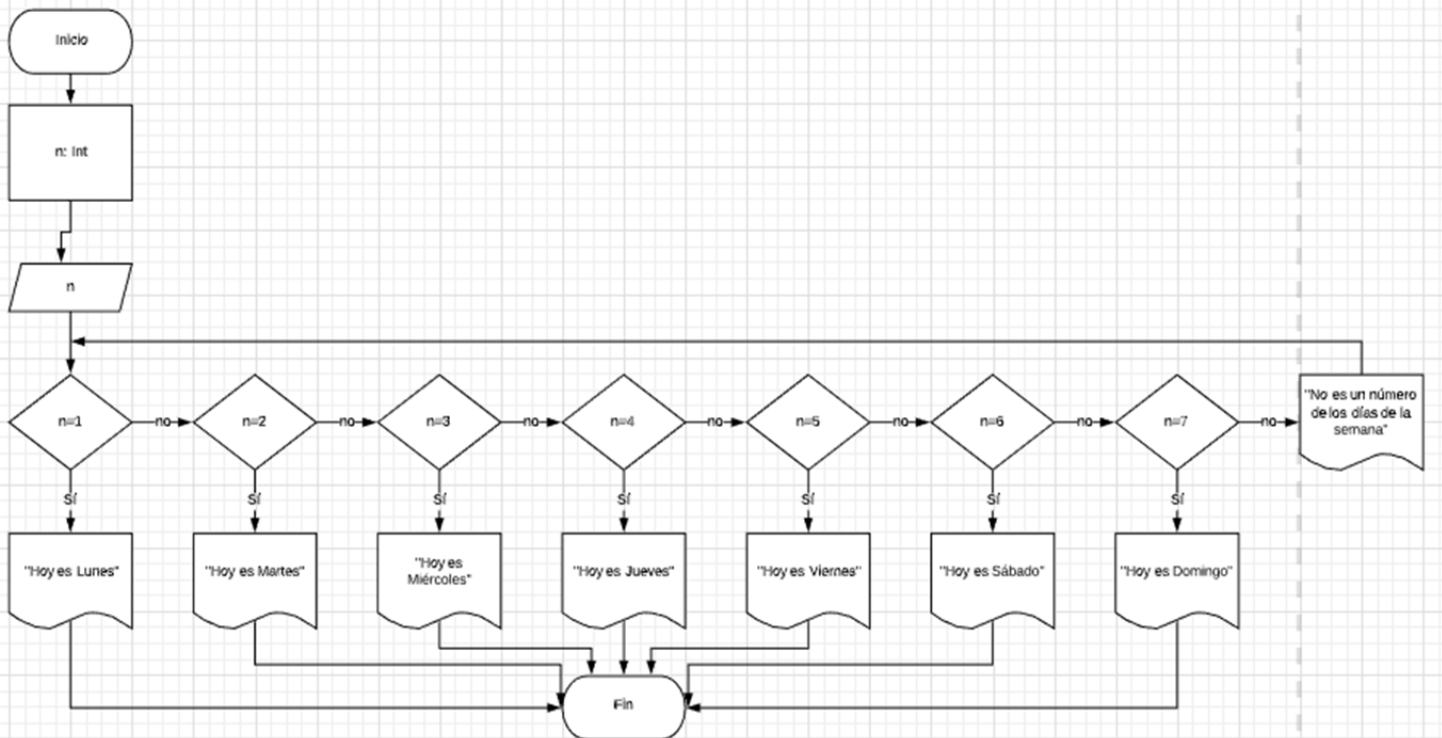 Inicio
n: Int
n
n=1
no
n=2
no
n=3
no
n=4
no
n=5
no
n=6
no
n=7
no
"No es un número
de los días de la
semana"
Sí
Sí
Sí
Sí
Sí
Sí
Sí
"Hoy es Lunes"
"Hoy es Martes"
"Hoy es
Miércoles"
"Hoy es Jueves"
"Hoy es Viernes"
"Hoy es Sábado"
"Hoy es Domingo"
Fin